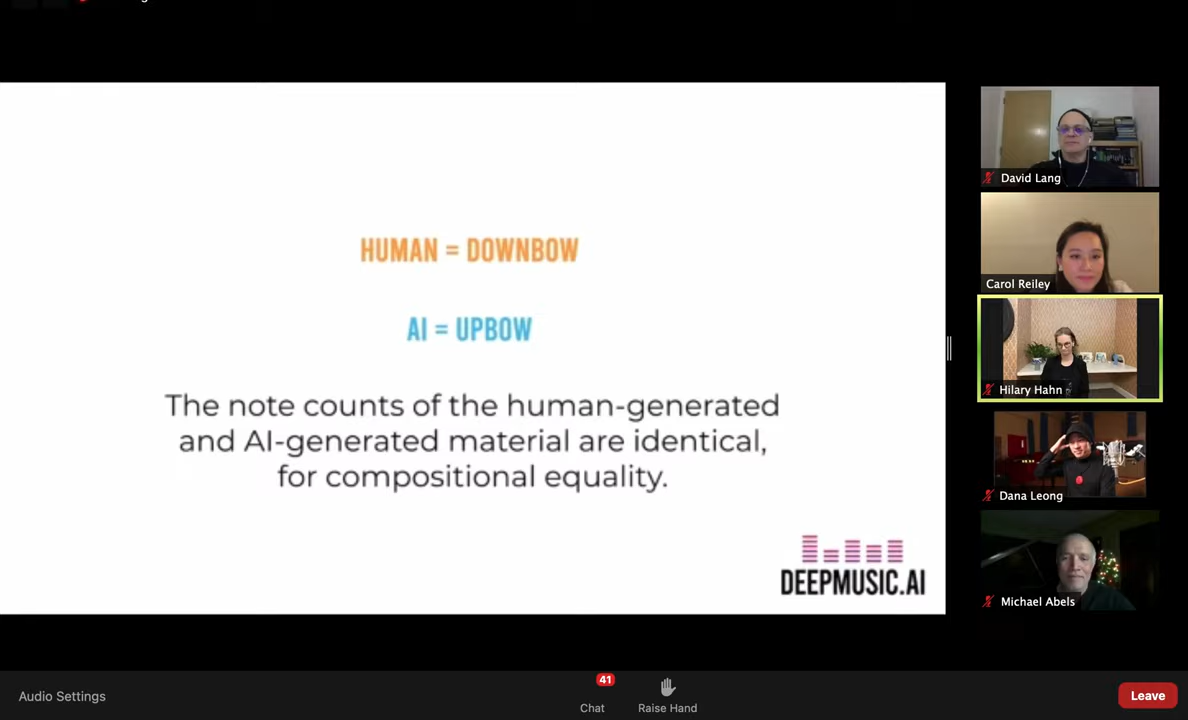 HUMAN = DOWNBOW
AI = UPBOW
The note counts of the human-generated
and AI-generated material are identical,
for compositional equality.
DEEPMUSIC.AI
David Lang
Carol Reiley
Hilary Hahn
Dana Leong
Michael Abels
Audio Settings
41
Chat
Raise Hand
Leave